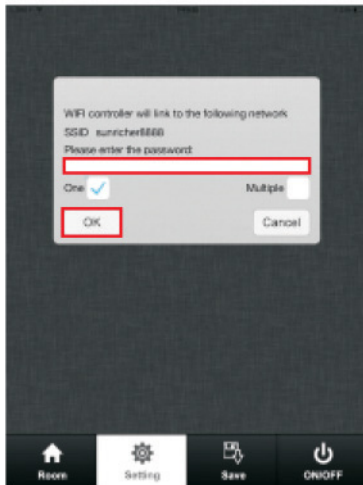 WIFI controller will link to the following network
SSID sunricher8888
Please enter the password:
One Multiple
OK Cancel
Room Setting Save ON/OFF